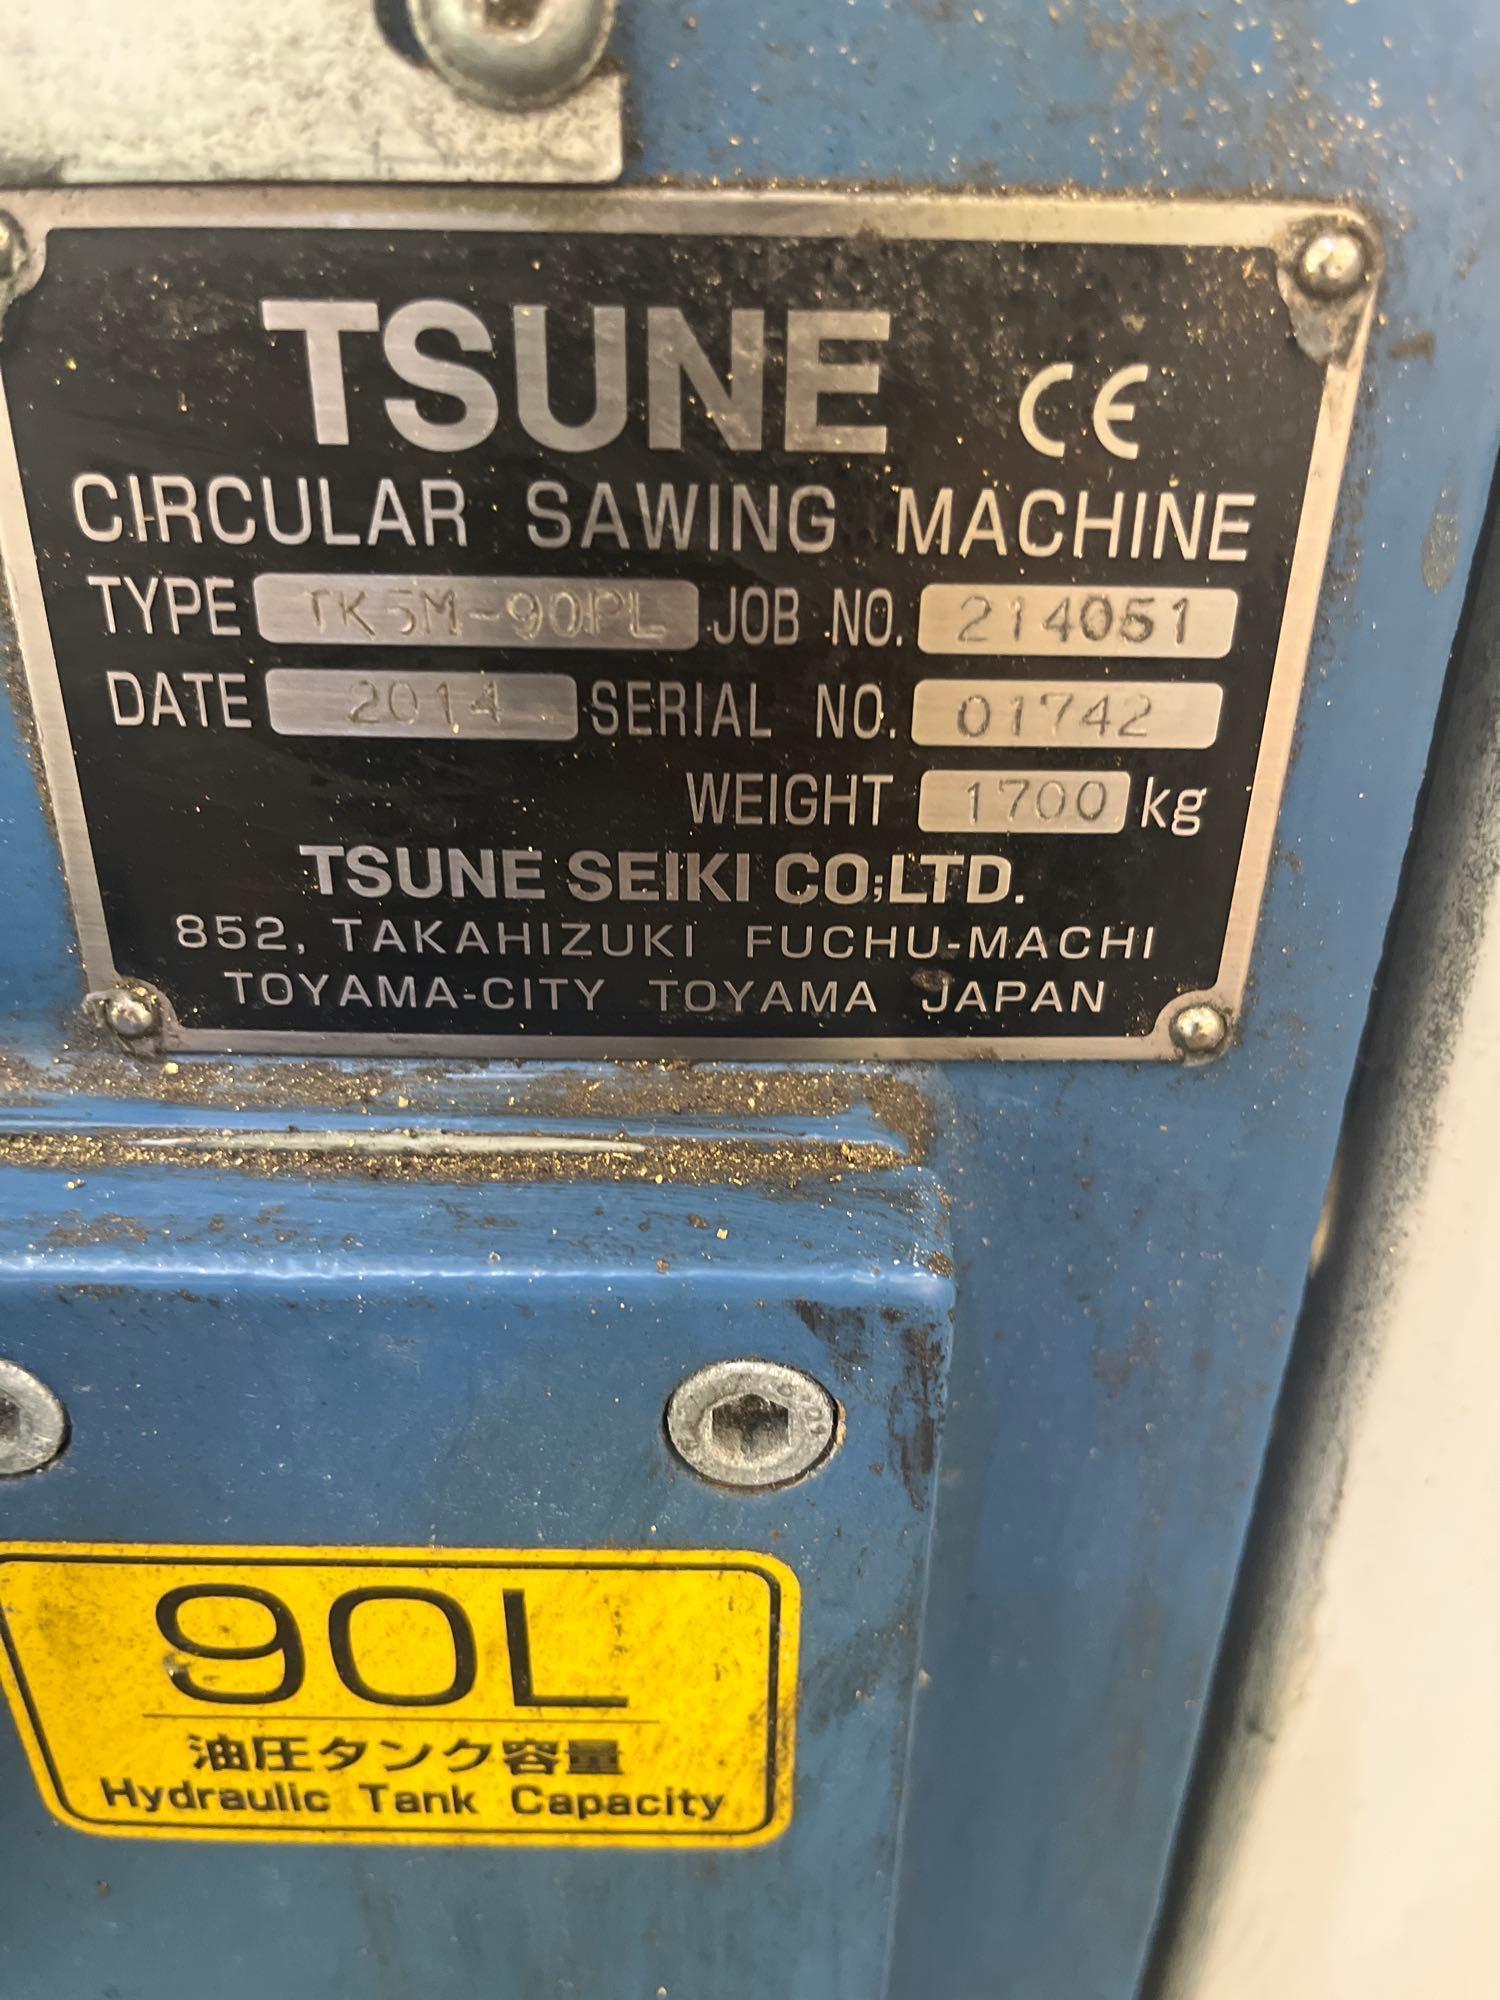 TSUNE CE
CIRCULAR SAWING MACHINE
TYPE TK5M-90PL JOB NO. 214051
DATE 2014 SERIAL NO. 01742
WEIGHT 1700 kg
TSUNE SEIKI CO.,LTD.
852, TAKAHIZUKI FUCHU-MACHI
TOYAMA-CITY TOYAMA JAPAN
90L
油圧タンク容量
Hydraulic Tank Capacity